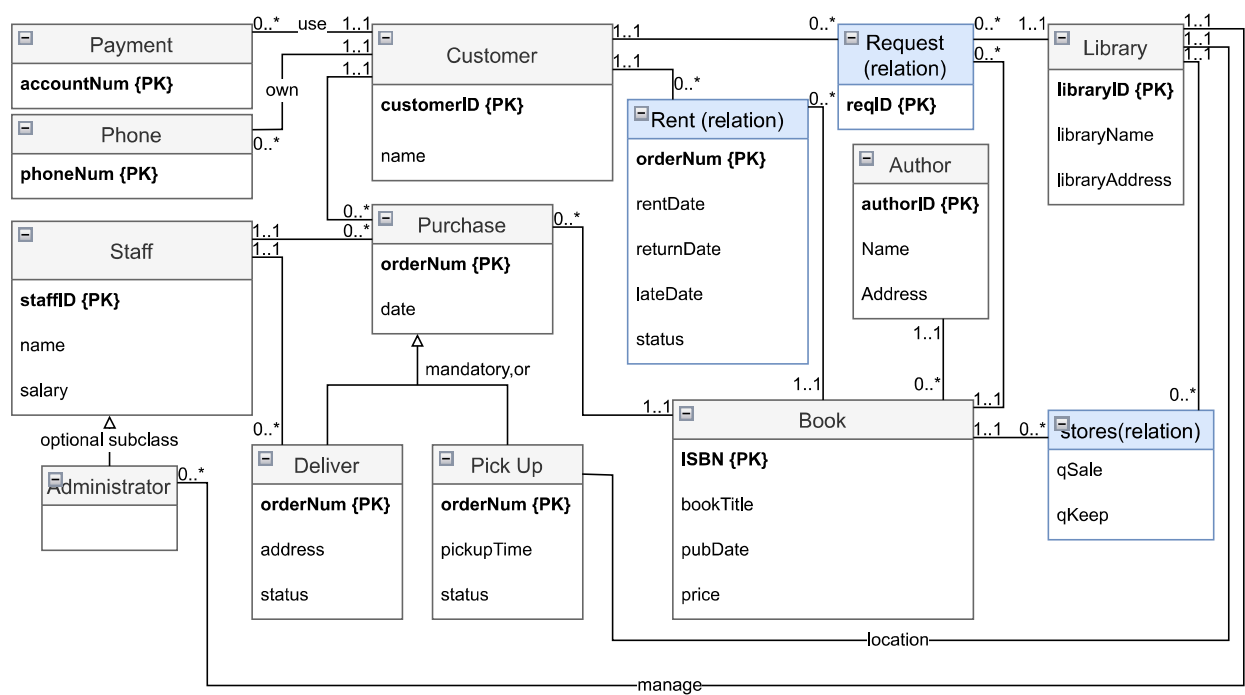 0..*
use
1..1
1..1
0..*
0..*
1..1
1..1
Payment
accountNum {PK}
Customer
customerID {PK}
name
1..1
1..1
1..1
own
0..*
Phone
phoneNum {PK}
Request
(relation)
reqID {PK}
0..*
Library
libraryID {PK}
libraryName
libraryAddress
1..1
1..1
0..*
0..*
Rent (relation)
orderNum {PK}
rentDate
returnDate
lateDate
status
Author
authorID {PK}
Name
Address
Staff
staffID {PK}
name
salary
1..1
1..1
0..*
0..*
Purchase
orderNum {PK}
date
0..*
1..1
mandatory,or
1..1
0..*
0..*
optional subclass
Administrator
0..*
0..*
Deliver
orderNum {PK}
address
status
Pick Up
orderNum {PK}
pickupTime
status
1..1
Book
ISBN {PK}
bookTitle
pubDate
price
1..1
1..1
0..*
stores(relation)
qSale
qKeep
location
manage